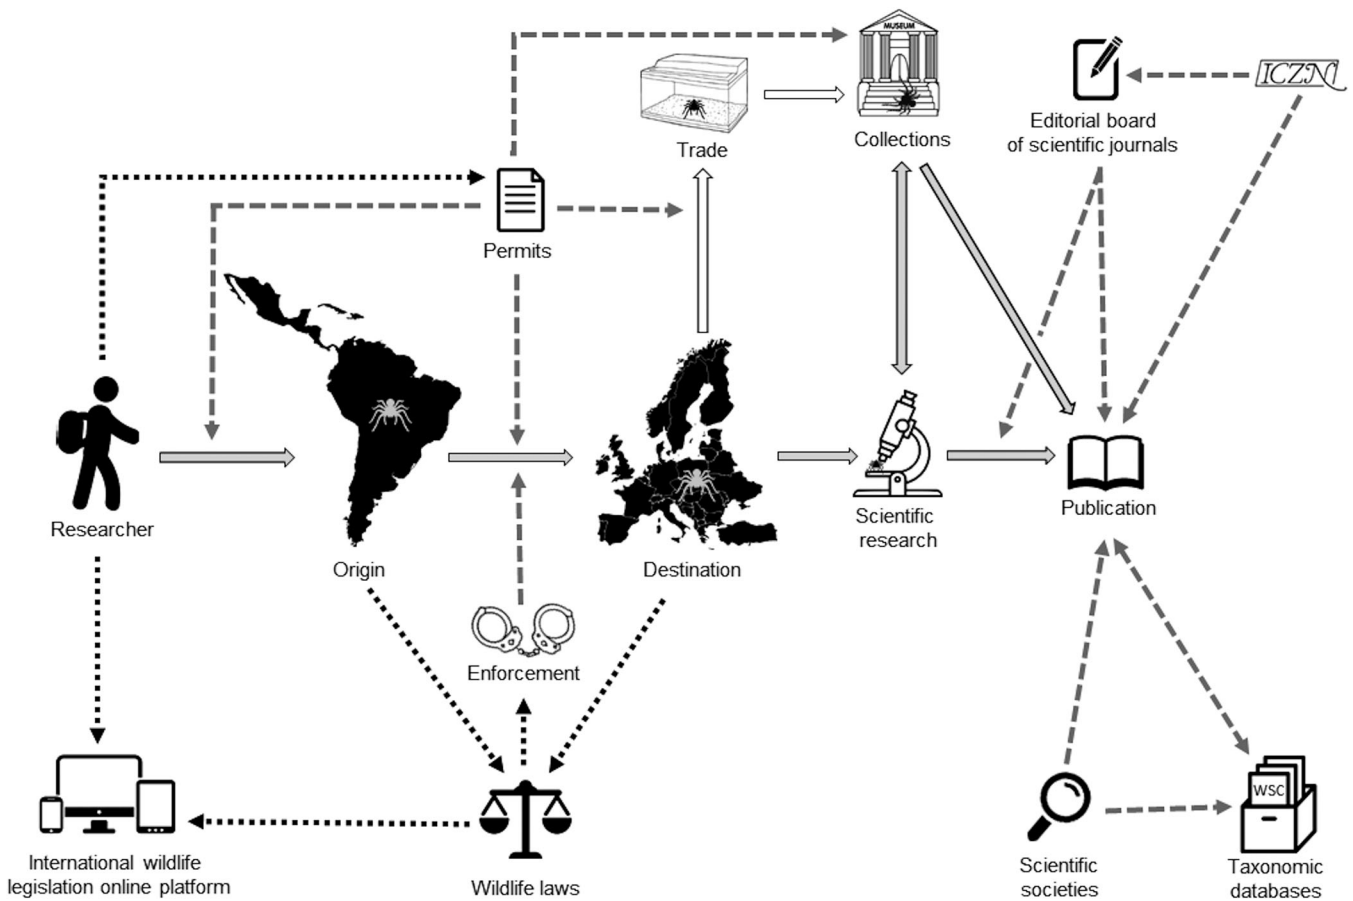 MUSEUM
ICZN
Trade
Collections
Editorial board
of scientific journals
Permits
Researcher
Origin
Destination
Scientific
research
Publication
Enforcement
WSC
International wildlife
legislation online platform
Wildlife laws
Scientific
societies
Taxonomic
databases